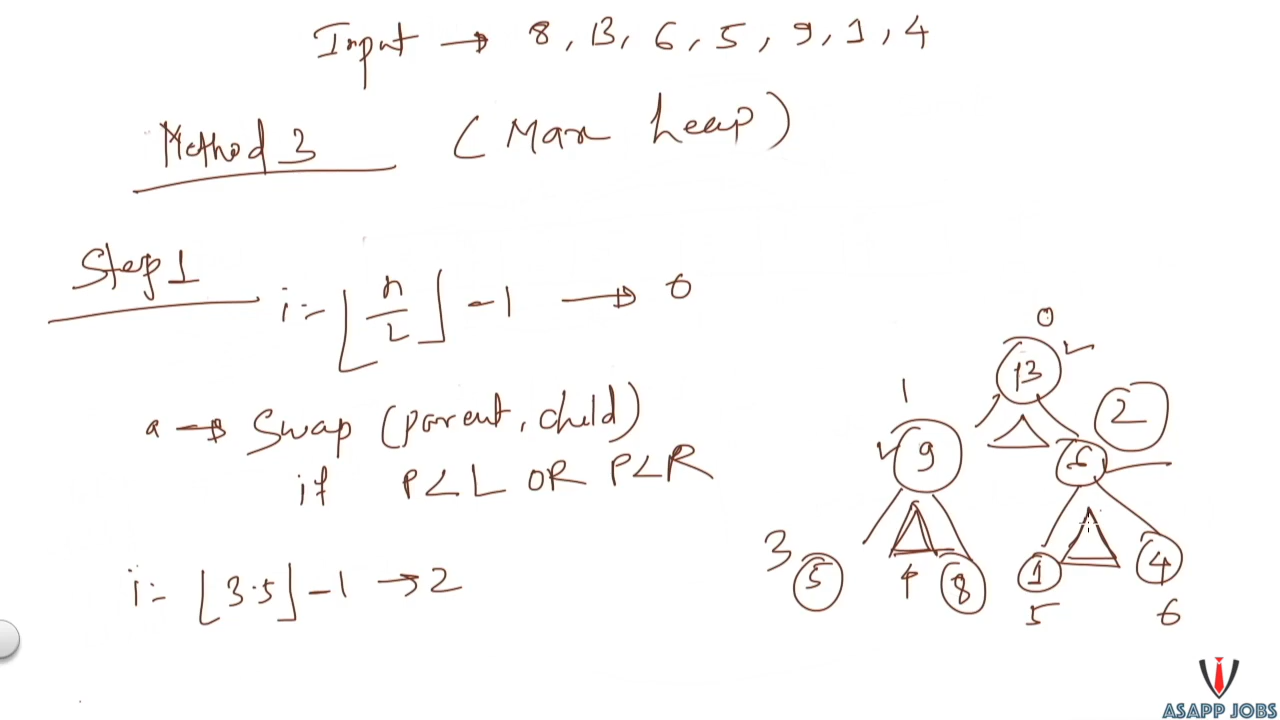 Input → 8, 13, 6, 5, 9, 1, 4
Method 3 (Max heap)
Step 1
i = ⌊n/2⌋ - 1 → 0
a → Swap (parent, child)
if P<L OR P<R
i = ⌊3.5⌋ - 1 → 2
0
13
1
2
9
6
3
5
4
8
1
4
5
6
ASAPP JOBS